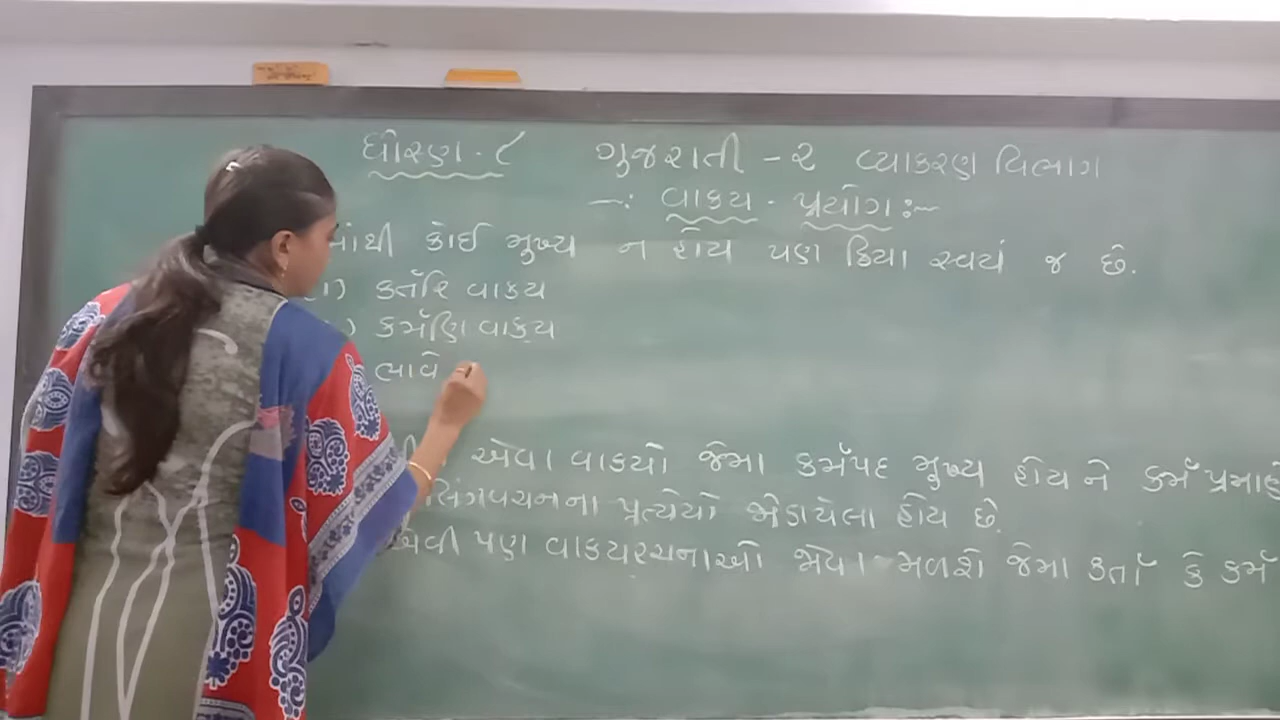 ધોરણ - ૮ ગુજરાતી - ૨ વ્યાકરણ વિભાગ
-: વાક્ય - પ્રયોગ :-
માંથી કોઈ મુખ્ય ન હોય પણ ક્રિયા સ્વયં જ છે.
૧) કર્તરિ વાક્ય
) કર્મણિ વાક્ય
ભાવે
એવા વાક્યો જેમા કર્મપદ મુખ્ય હોય ને કર્મ પ્રમાણે
લિંગવચનના પ્રત્યેયો જોડાયેલા હોય છે.
એવી પણ વાક્યરચનાઓ જોવા મળશે જેમા કર્તા કે કર્મ